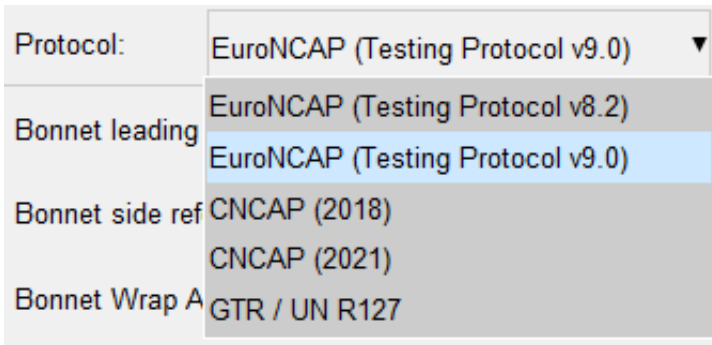 Protocol: EuroNCAP (Testing Protocol v9.0) ▼
EuroNCAP (Testing Protocol v8.2)
Bonnet leading
EuroNCAP (Testing Protocol v9.0)
Bonnet side ref CNCAP (2018)
CNCAP (2021)
Bonnet Wrap A
GTR / UN R127